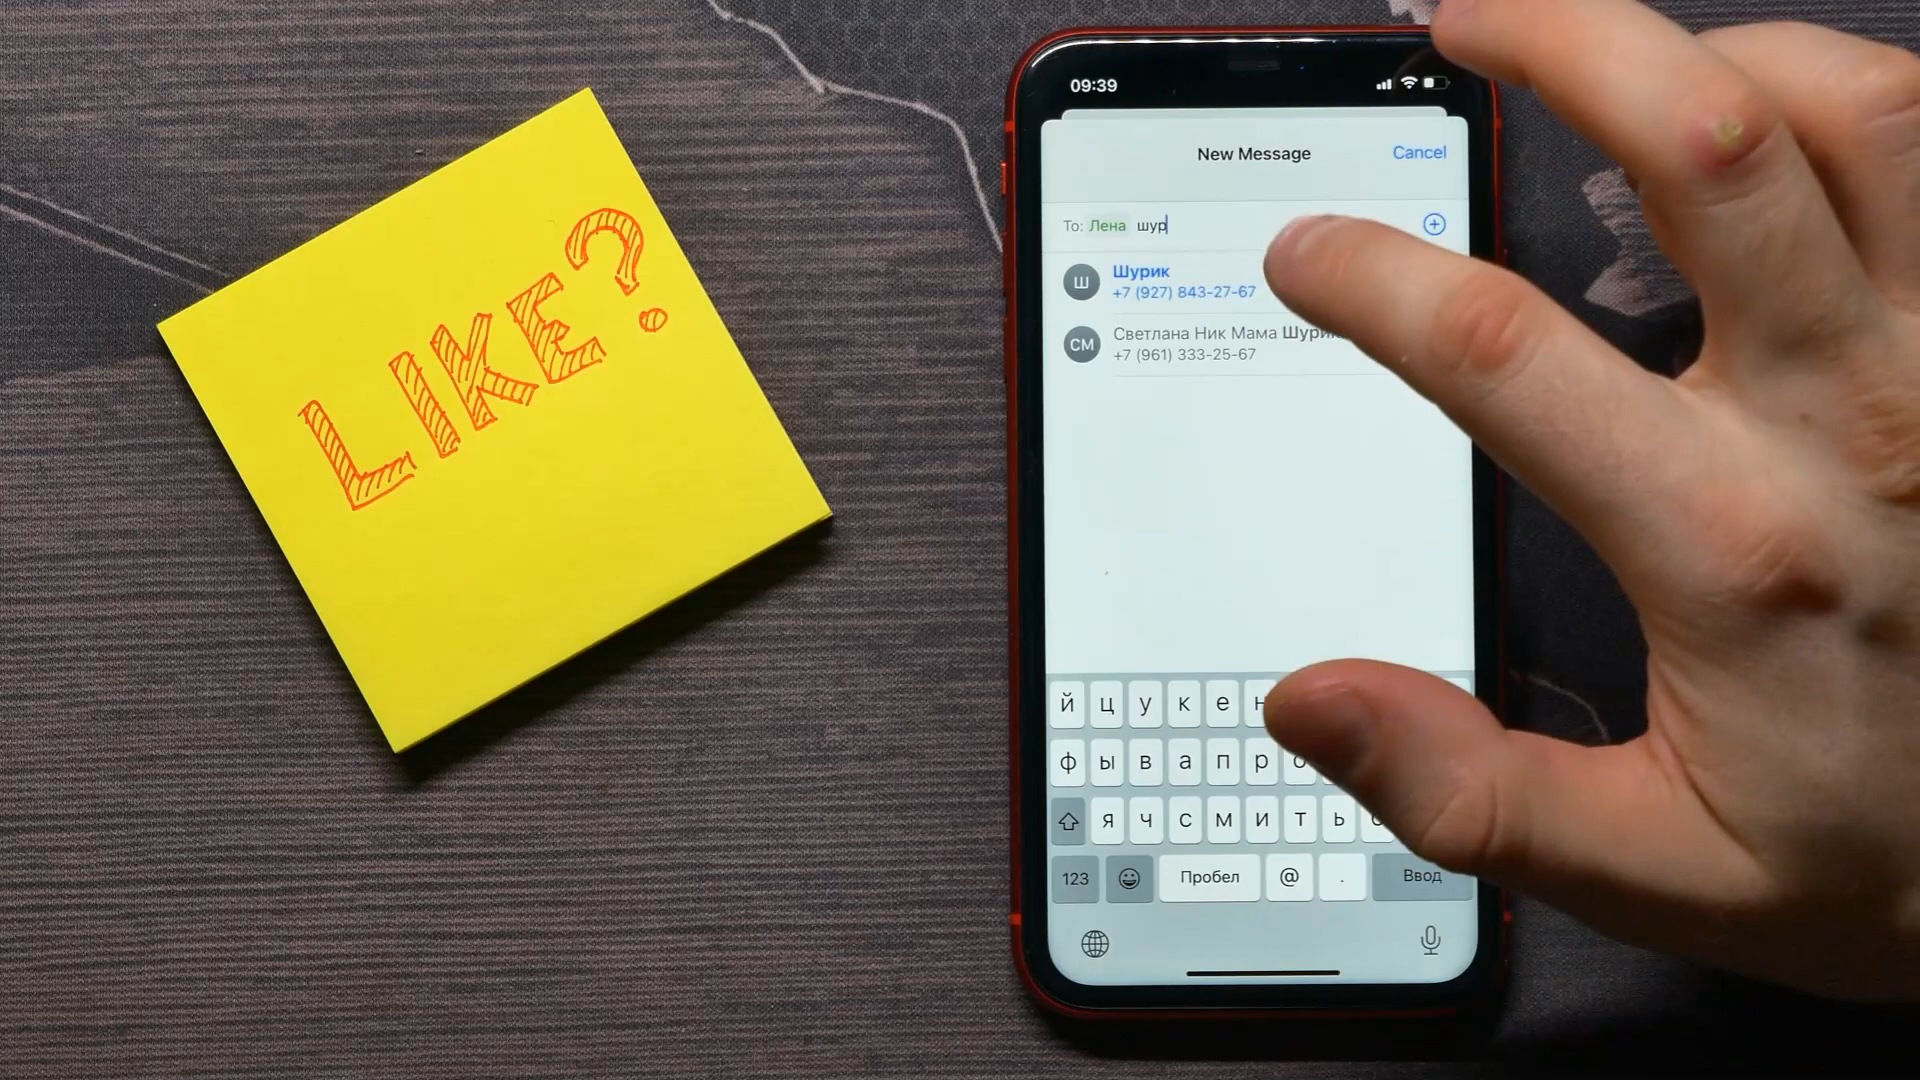 LIKE?
09:39
New Message
Cancel
To: Лена шур
Ш
Шурик
+7 (927) 843-27-67
СМ
Светлана Ник Мама Шурик
+7 (961) 333-25-67
й ц у к е н
ф ы в а п р о
я ч с м и т ь
123
Пробел
@
.
Ввод